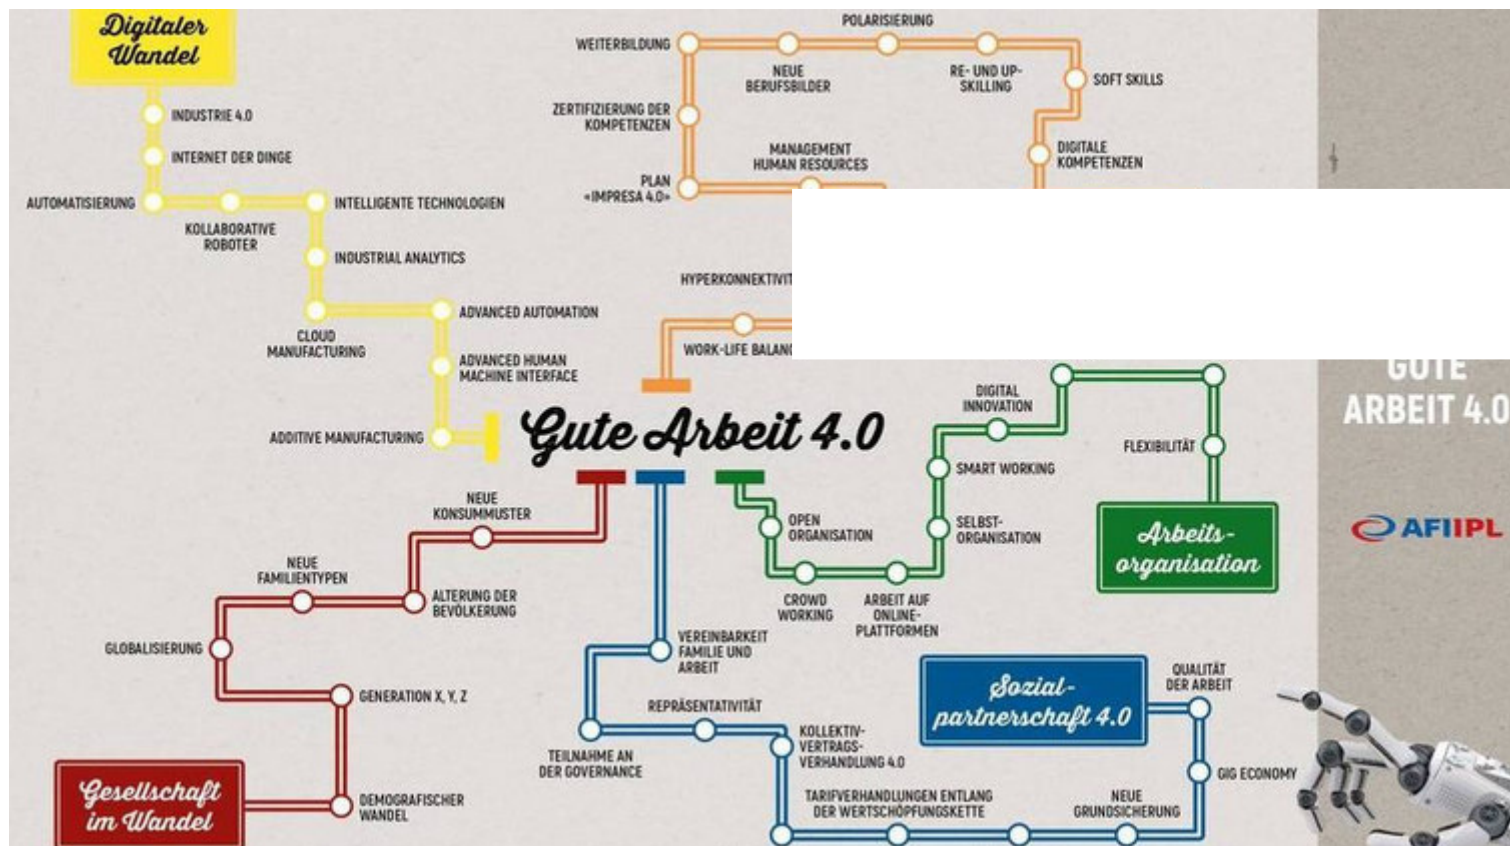 Digitaler
Wandel
INDUSTRIE 4.0
INTERNET DER DINGE
AUTOMATISIERUNG
KOLLABORATIVE
ROBOTER
INTELLIGENTE TECHNOLOGIEN
INDUSTRIAL ANALYTICS
CLOUD
MANUFACTURING
ADVANCED AUTOMATION
ADVANCED HUMAN
MACHINE INTERFACE
ADDITIVE MANUFACTURING
POLARISIERUNG
WEITERBILDUNG
NEUE
BERUFSBILDER
RE- UND UP-
SKILLING
SOFT SKILLS
ZERTIFIZIERUNG DER
KOMPETENZEN
MANAGEMENT
HUMAN RESOURCES
DIGITALE
KOMPETENZEN
PLAN
«IMPRESA 4.0»
HYPERKONNEKTIVIT
WORK-LIFE BALANC
Gute Arbeit 4.0
GUTE
ARBEIT 4.0
DIGITAL
INNOVATION
FLEXIBILITÄT
SMART WORKING
SELBST-
ORGANISATION
OPEN
ORGANISATION
CROWD
WORKING
ARBEIT AUF
ONLINE-
PLATTFORMEN
Arbeits-
organisation
AFIIPL
NEUE
KONSUMMUSTER
NEUE
FAMILIENTYPEN
ALTERUNG DER
BEVÖLKERUNG
GLOBALISIERUNG
GENERATION X, Y, Z
DEMOGRAFISCHER
WANDEL
Gesellschaft
im Wandel
VEREINBARKEIT
FAMILIE UND
ARBEIT
REPRÄSENTATIVITÄT
TEILNAHME AN
DER GOVERNANCE
KOLLEKTIV-
VERTRAGS-
VERHANDLUNG 4.0
TARIFVERHANDLUNGEN ENTLANG
DER WERTSCHÖPFUNGSKETTE
NEUE
GRUNDSICHERUNG
GIG ECONOMY
QUALITÄT
DER ARBEIT
Sozial-
partnerschaft 4.0